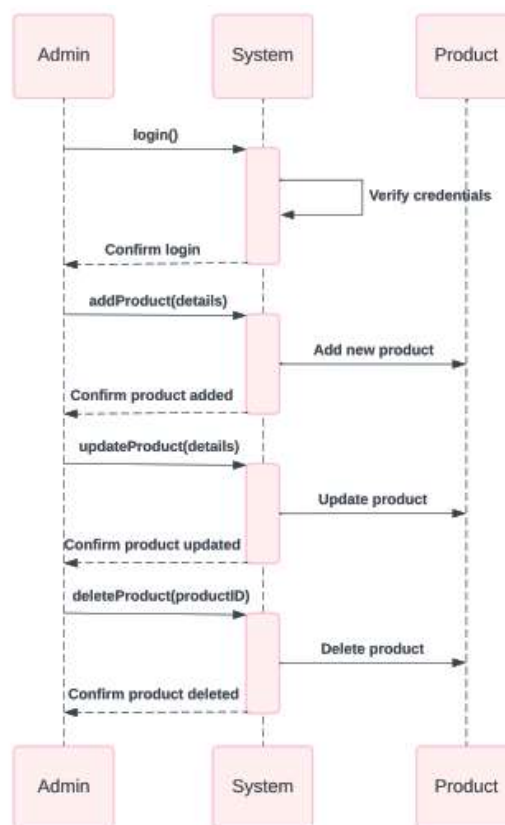 Admin
System
Product
login()
Verify credentials
Confirm login
addProduct(details)
Add new product
Confirm product added
updateProduct(details)
Update product
Confirm product updated
deleteProduct(productID)
Delete product
Confirm product deleted
Admin
System
Product